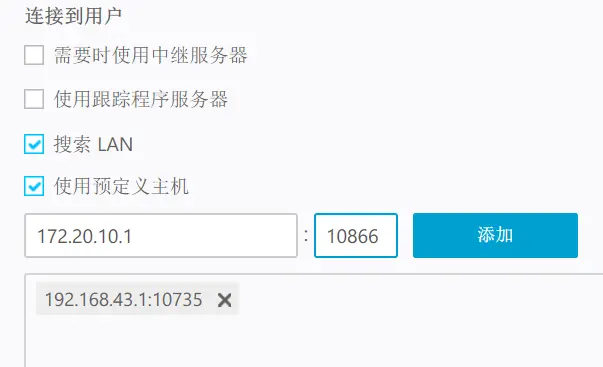 连接到用户
需要时使用中继服务器
使用跟踪程序服务器
搜索 LAN
使用预定义主机
172.20.10.1 : 10866 添加
192.168.43.1:10735